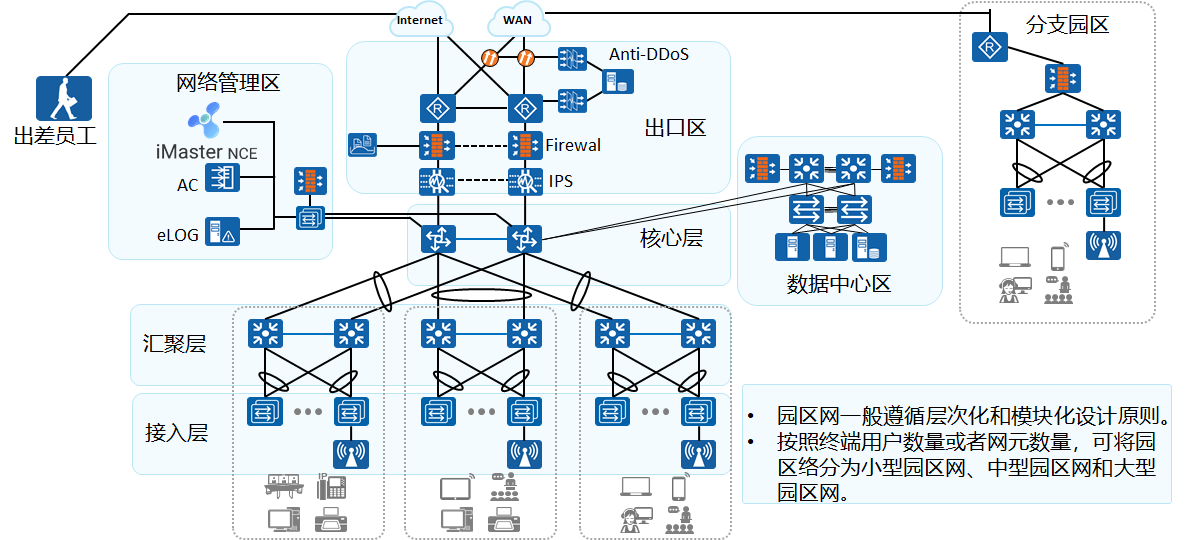 Internet
WAN
分支园区
R
网络管理区
Anti-DDoS
出差员工
iMaster NCE
R
R
出口区
Firewal
AC
IPS
eLOG
核心层
数据中心区
汇聚层
接入层
IP
园区网一般遵循层次化和模块化设计原则。
按照终端用户数量或者网元数量，可将园
区络分为小型园区网、中型园区网和大型
园区网。